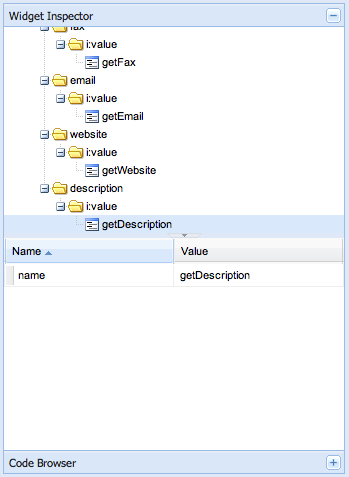 Widget Inspector
fax
i:value
getFax
email
i:value
getEmail
website
i:value
getWebsite
description
i:value
getDescription
Name Value
name getDescription
Code Browser